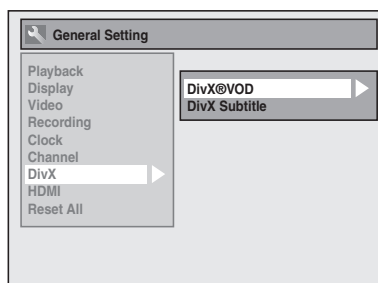 General Setting
Playback
Display
Video
Recording
Clock
Channel
DivX
HDMI
Reset All
DivX®VOD
DivX Subtitle